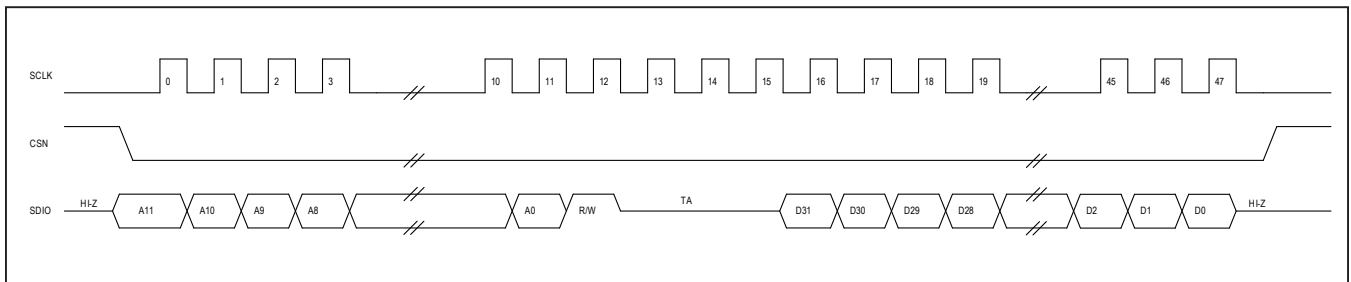 SCLK 0 1 2 3 10 11 12 13 14 15 16 17 18 19 45 46 47
CSN
SDIO HI-Z A11 A10 A9 A8 A0 R/W TA D31 D30 D29 D28 D2 D1 D0 HI-Z